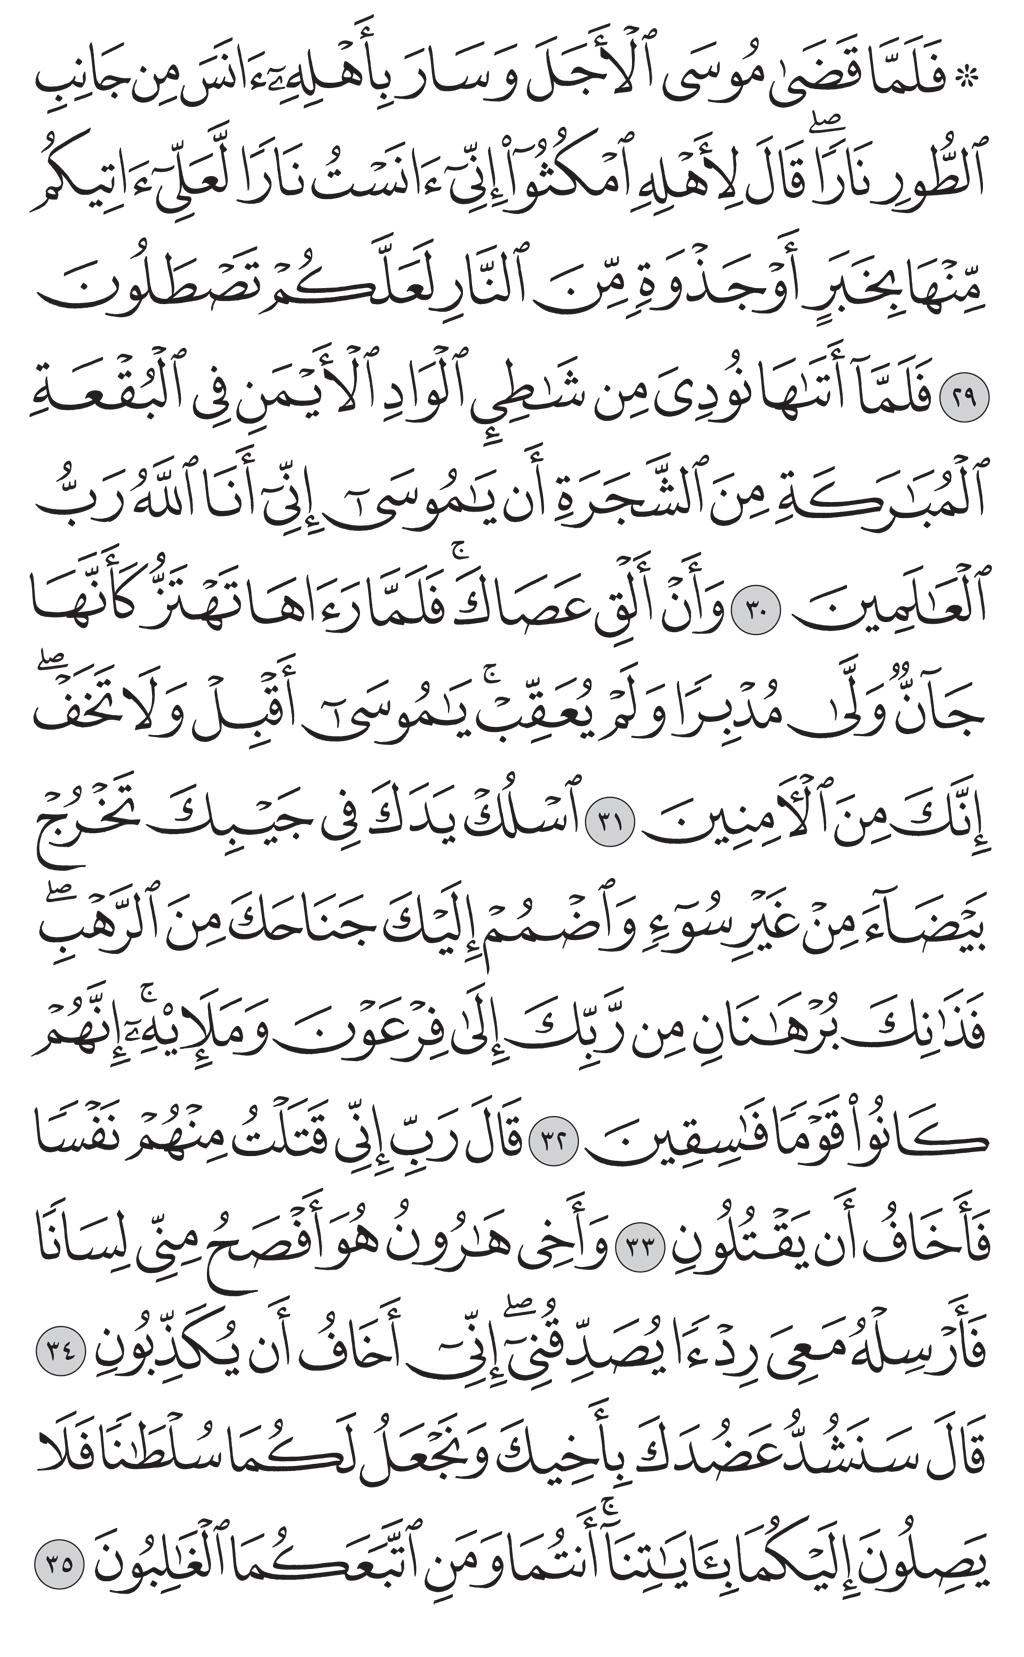 ۞ فَلَمَّا قَضَىٰ مُوسَى ٱلْأَجَلَ وَسَارَ بِأَهْلِهِۦٓ ءَانَسَ مِن جَانِبِ
ٱلطُّورِ نَارًۭاۖ قَالَ لِأَهْلِهِ ٱمْكُثُوٓا۟ إِنِّىٓ ءَانَسْتُ نَارًۭا لَّعَلِّىٓ ءَاتِيكُم
مِّنْهَا بِخَبَرٍ أَوْ جَذْوَةٍۢ مِّنَ ٱلنَّارِ لَعَلَّكُمْ تَصْطَلُونَ
٢٩ فَلَمَّآ أَتَىٰهَا نُودِىَ مِن شَـٰطِئِ ٱلْوَادِ ٱلْأَيْمَنِ فِى ٱلْبُقْعَةِ
ٱلْمُبَـٰرَكَةِ مِنَ ٱلشَّجَرَةِ أَن يَـٰمُوسَىٰٓ إِنِّىٓ أَنَا ٱللَّهُ رَبُّ
ٱلْعَـٰلَمِينَ ٣٠ وَأَنْ أَلْقِ عَصَاكَۚ فَلَمَّا رَءَاهَا تَهْتَزُّ كَأَنَّهَا
جَآنٌّۭ وَلَّىٰ مُدْبِرًۭا وَلَمْ يُعَقِّبْۚ يَـٰمُوسَىٰٓ أَقْبِلْ وَلَا تَخَفْۖ
إِنَّكَ مِنَ ٱلْـَٔامِنِينَ ٣١ ٱسْلُكْ يَدَكَ فِى جَيْبِكَ تَخْرُجْ
بَيْضَآءَ مِنْ غَيْرِ سُوٓءٍۢ وَٱضْمُمْ إِلَيْكَ جَنَاحَكَ مِنَ ٱلرَّهْبِۖ
فَذَٰنِكَ بُرْهَـٰنَانِ مِن رَّبِّكَ إِلَىٰ فِرْعَوْنَ وَمَلَإِي۟هِۦٓۚ إِنَّهُمْ
كَانُوا۟ قَوْمًۭا فَـٰسِقِينَ ٣٢ قَالَ رَبِّ إِنِّى قَتَلْتُ مِنْهُمْ نَفْسًۭا
فَأَخَافُ أَن يَقْتُلُونِ ٣٣ وَأَخِى هَـٰرُونُ هُوَ أَفْصَحُ مِنِّى لِسَانًۭا
فَأَرْسِلْهُ مَعِىَ رِدْءًۭا يُصَدِّقُنِىٓۖ إِنِّىٓ أَخَافُ أَن يُكَذِّبُونِ ٣٤
قَالَ سَنَشُدُّ عَضُدَكَ بِأَخِيكَ وَنَجْعَلُ لَكُمَا سُلْطَـٰنًۭا فَلَا
يَصِلُونَ إِلَيْكُمَا بِـَٔايَـٰتِنَآۚ أَنتُمَا وَمَنِ ٱتَّبَعَكُمَا ٱلْغَـٰلِبُونَ ٣٥